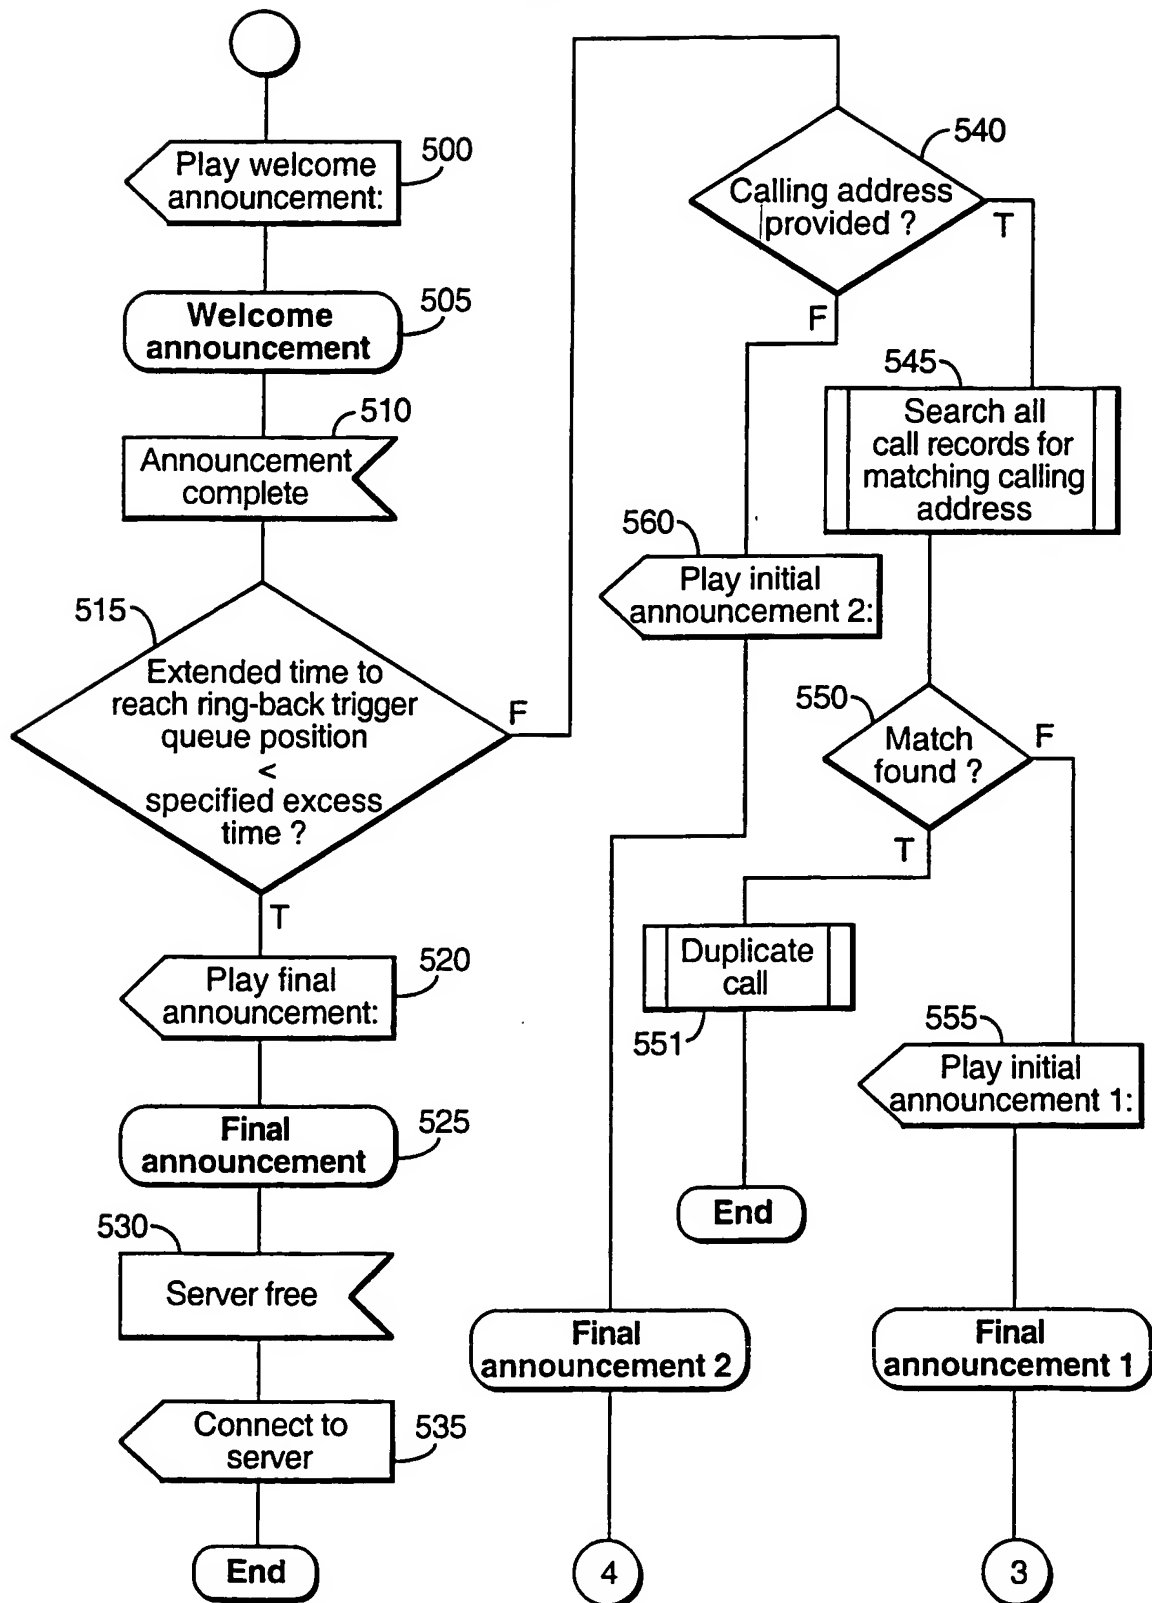 Play welcome
announcement:
500
Welcome
announcement
505
510
Announcement
complete
515
Extended time to
reach ring-back trigger
queue position
<
specified excess
time ?
F
T
Play final
announcement:
520
Final
announcement
525
530
Server free
Connect to
server
535
End
540
Calling address
provided ?
T
F
545
Search all
call records for
matching calling
address
560
Play initial
announcement 2:
550
Match
found ?
F
T
Duplicate
call
551
End
555
Play initial
announcement 1:
Final
announcement 2
Final
announcement 1
4
3